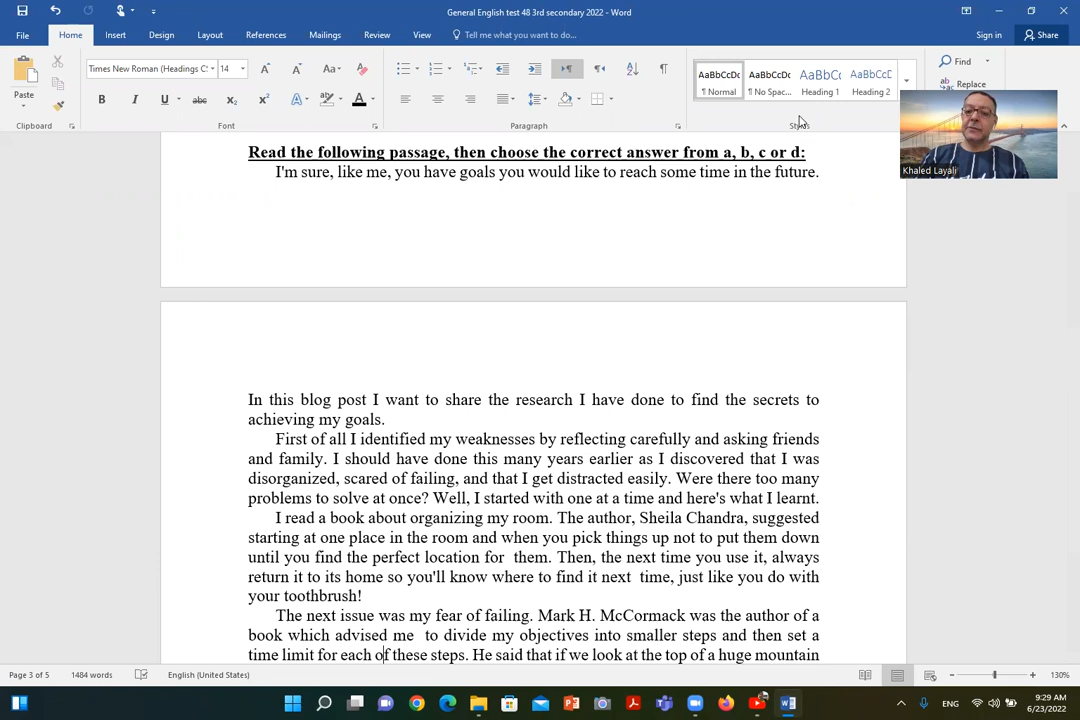 General English test 48 3rd secondary 2022 - Word
File Home Insert Design Layout References Mailings Review View Tell me what you want to do... Sign in Share
Paste
Times New Roman (Headings C 14
Aa
AaBbCcDc AaBbCcDc AaBbCc AaBbCcD
¶ Normal ¶ No Spac... Heading 1 Heading 2
Find
Replace
Clipboard Font Paragraph Styles
Khaled Layali
Read the following passage, then choose the correct answer from a, b, c or d:
I'm sure, like me, you have goals you would like to reach some time in the future.
In this blog post I want to share the research I have done to find the secrets to
achieving my goals.
First of all I identified my weaknesses by reflecting carefully and asking friends
and family. I should have done this many years earlier as I discovered that I was
disorganized, scared of failing, and that I get distracted easily. Were there too many
problems to solve at once? Well, I started with one at a time and here's what I learnt.
I read a book about organizing my room. The author, Sheila Chandra, suggested
starting at one place in the room and when you pick things up not to put them down
until you find the perfect location for them. Then, the next time you use it, always
return it to its home so you'll know where to find it next time, just like you do with
your toothbrush!
The next issue was my fear of failing. Mark H. McCormack was the author of a
book which advised me to divide my objectives into smaller steps and then set a
time limit for each of these steps. He said that if we look at the top of a huge mountain
Page 3 of 5 1484 words English (United States) 130%
ENG
9:29 AM
6/23/2022